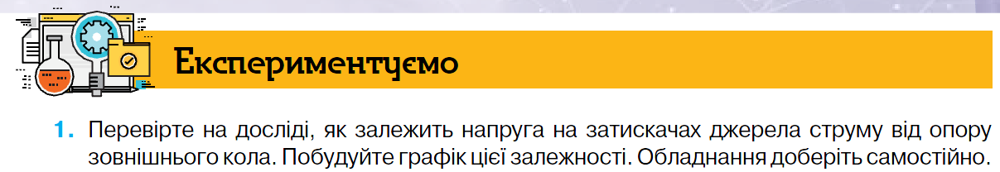 Експериментуємо
1. Перевірте на досліді, як залежить напруга на затискачах джерела струму від опору
зовнішнього кола. Побудуйте графік цієї залежності. Обладнання доберіть самостійно.